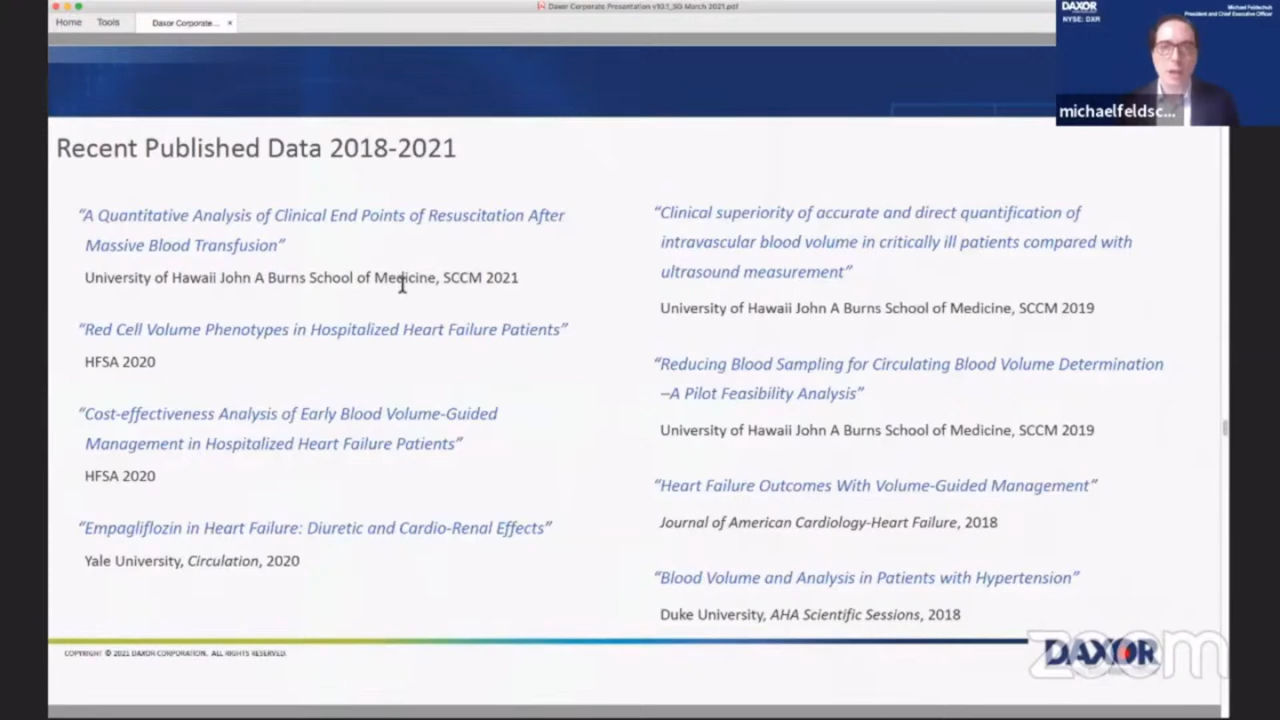 Daxor Corporate Presentation v10.1_SG March 2021.pdf
Home Tools Daxor Corporate... ×
DAXOR
NYSE: DXR
Michael Feldschuh
President and Chief Executive Officer
michaelfeldsc...
Recent Published Data 2018-2021
“A Quantitative Analysis of Clinical End Points of Resuscitation After
Massive Blood Transfusion”
University of Hawaii John A Burns School of Medicine, SCCM 2021
“Red Cell Volume Phenotypes in Hospitalized Heart Failure Patients”
HFSA 2020
“Cost-effectiveness Analysis of Early Blood Volume-Guided
Management in Hospitalized Heart Failure Patients”
HFSA 2020
“Empagliflozin in Heart Failure: Diuretic and Cardio-Renal Effects”
Yale University, Circulation, 2020
“Clinical superiority of accurate and direct quantification of
intravascular blood volume in critically ill patients compared with
ultrasound measurement”
University of Hawaii John A Burns School of Medicine, SCCM 2019
“Reducing Blood Sampling for Circulating Blood Volume Determination
–A Pilot Feasibility Analysis”
University of Hawaii John A Burns School of Medicine, SCCM 2019
“Heart Failure Outcomes With Volume-Guided Management”
Journal of American Cardiology-Heart Failure, 2018
“Blood Volume and Analysis in Patients with Hypertension”
Duke University, AHA Scientific Sessions, 2018
COPYRIGHT © 2021 DAXOR CORPORATION. ALL RIGHTS RESERVED.
DAXOR
zoom